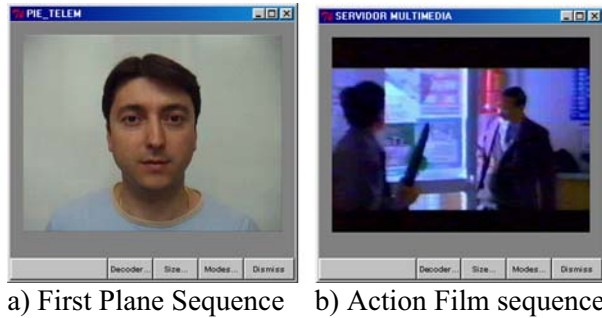 PIE_TELEM
SERVIDOR MULTIMEDIA
Decoder... Size... Modes... Dismiss
Decoder... Size... Modes... Dismiss
a) First Plane Sequence b) Action Film sequence